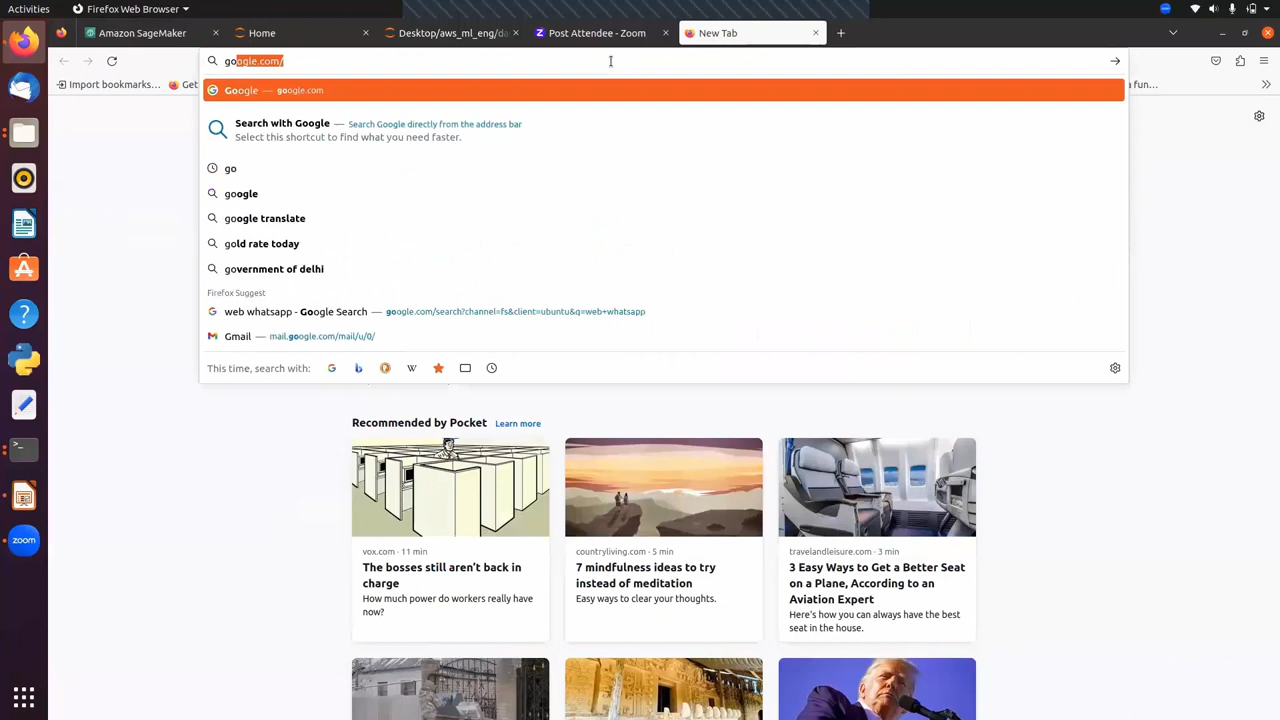 Activities Firefox Web Browser
Amazon SageMaker Home Desktop/aws_ml_eng/da Post Attendee - Zoom New Tab
google.com/
Import bookmarks… Get a fun…
Google — google.com
Search with Google — Search Google directly from the address bar
Select this shortcut to find what you need faster.
go
google
google translate
gold rate today
government of delhi
Firefox Suggest
web whatsapp - Google Search — google.com/search?channel=fs&client=ubuntu&q=web+whatsapp
Gmail — mail.google.com/mail/u/0/
This time, search with:
Recommended by Pocket Learn more
vox.com · 11 min
The bosses still aren’t back in
charge
How much power do workers really have
now?
countryliving.com · 5 min
7 mindfulness ideas to try
instead of meditation
Easy ways to clear your thoughts.
travelandleisure.com · 3 min
3 Easy Ways to Get a Better Seat
on a Plane, According to an
Aviation Expert
Here's how you can always have the best
seat in the house.
zoom